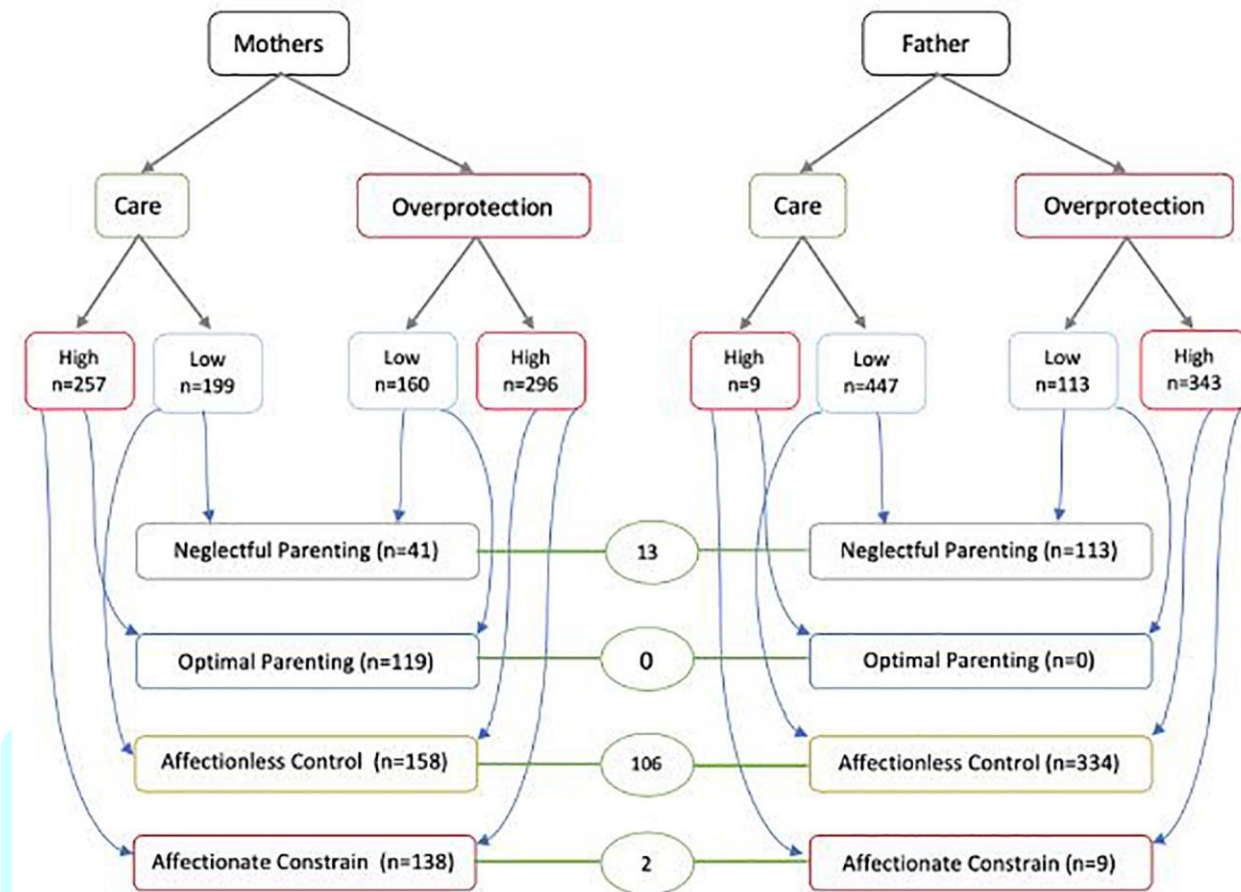 Mothers
Father
Care
Overprotection
Care
Overprotection
High
n=257
Low
n=199
Low
n=160
High
n=296
High
n=9
Low
n=447
Low
n=113
High
n=343
Neglectful Parenting (n=41)
13
Neglectful Parenting (n=113)
Optimal Parenting (n=119)
0
Optimal Parenting (n=0)
Affectionless Control (n=158)
106
Affectionless Control (n=334)
Affectionate Constrain (n=138)
2
Affectionate Constrain (n=9)